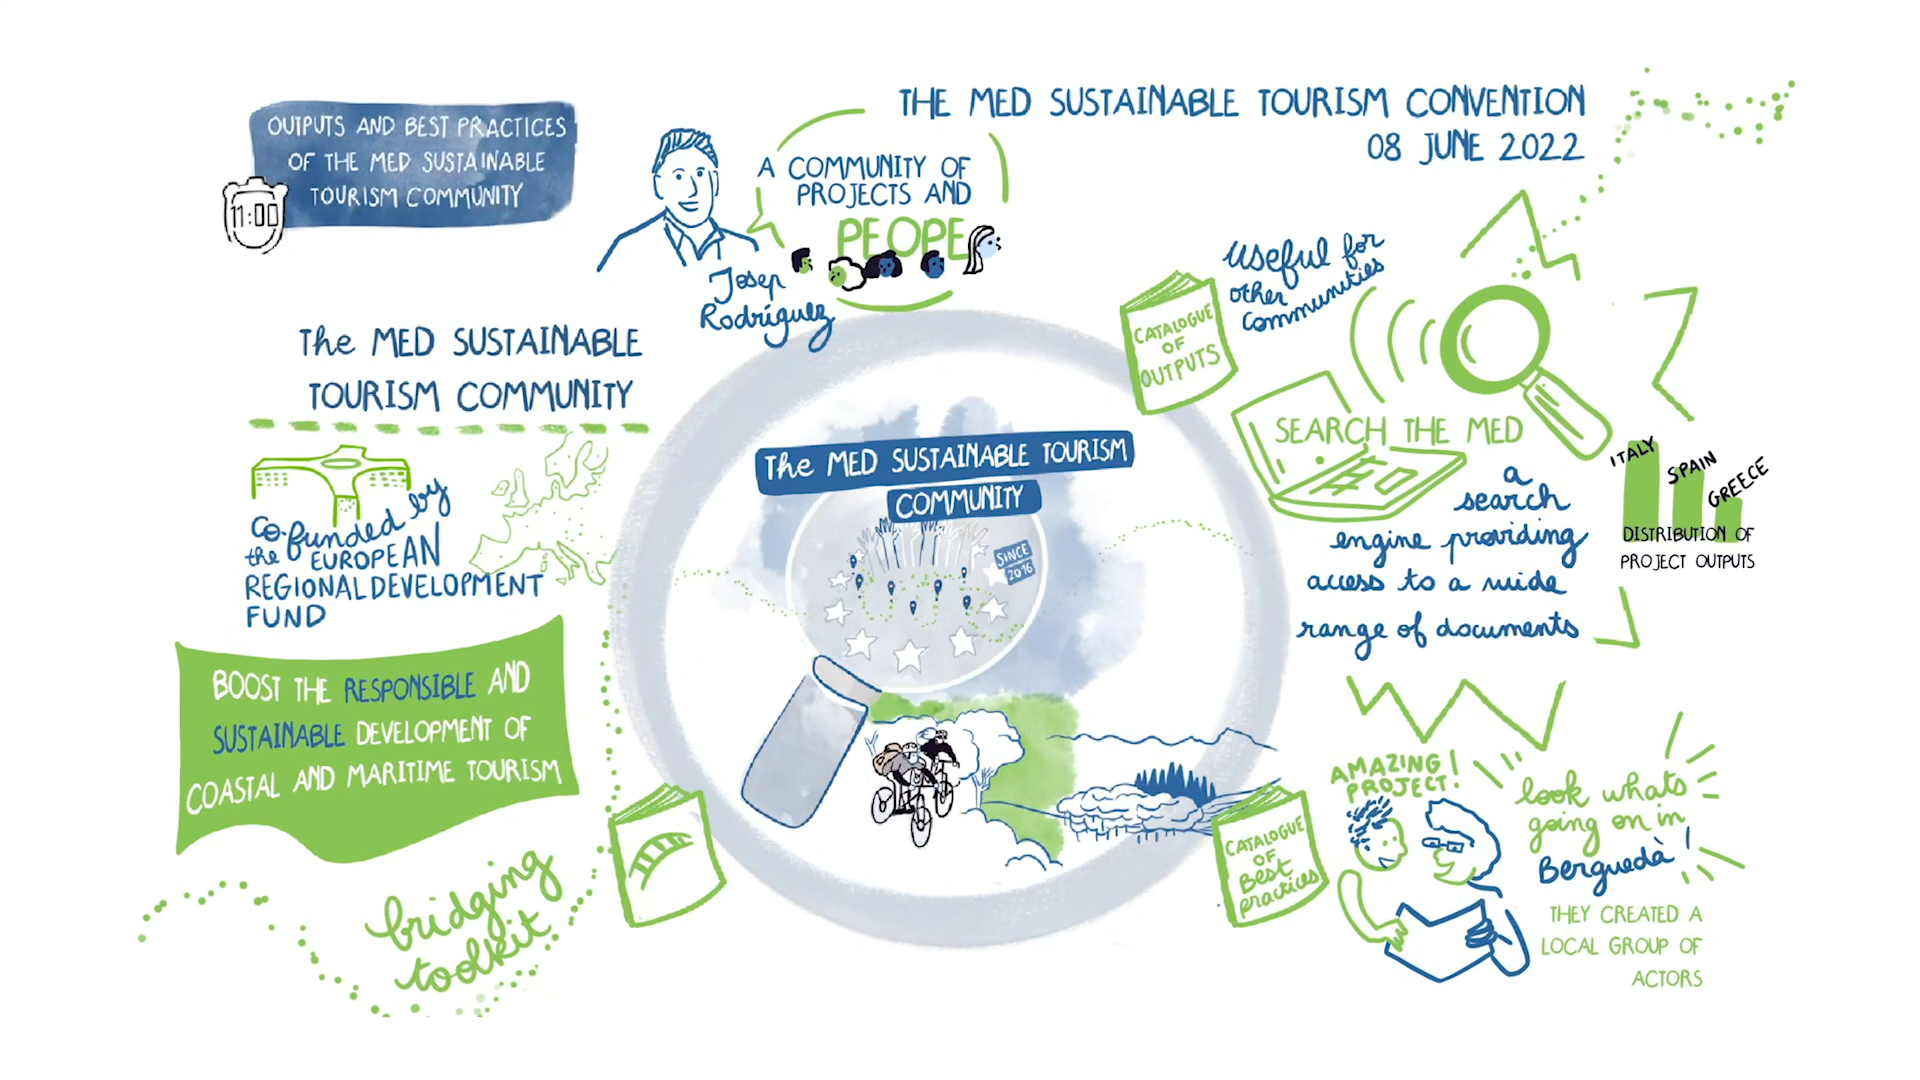 OUTPUTS AND BEST PRACTICES
OF THE MED SUSTAINABLE
TOURISM COMMUNITY
11:00
A COMMUNITY OF
PROJECTS AND
PEOPE
Josep
Rodríguez
THE MED SUSTAINABLE TOURISM CONVENTION
08 JUNE 2022
The MED SUSTAINABLE
TOURISM COMMUNITY
Co-funded by
the EUROPEAN
REGIONAL DEVELOPMENT
FUND
BOOST THE RESPONSIBLE AND
SUSTAINABLE DEVELOPMENT OF
COASTAL AND MARITIME TOURISM
bridging
toolkit
The MED SUSTAINABLE TOURISM
COMMUNITY
SINCE
2016
CATALOGUE
OF
OUTPUTS
useful for
other
communities
SEARCH THE MED
a
search
engine providing
access to a wide
range of documents
ITALY
SPAIN
GREECE
DISTRIBUTION OF
PROJECT OUTPUTS
CATALOGUE
OF
Best
practices
AMAZING
PROJECT!
look whats
going on in
Berguedà!
THEY CREATED A
LOCAL GROUP OF
ACTORS